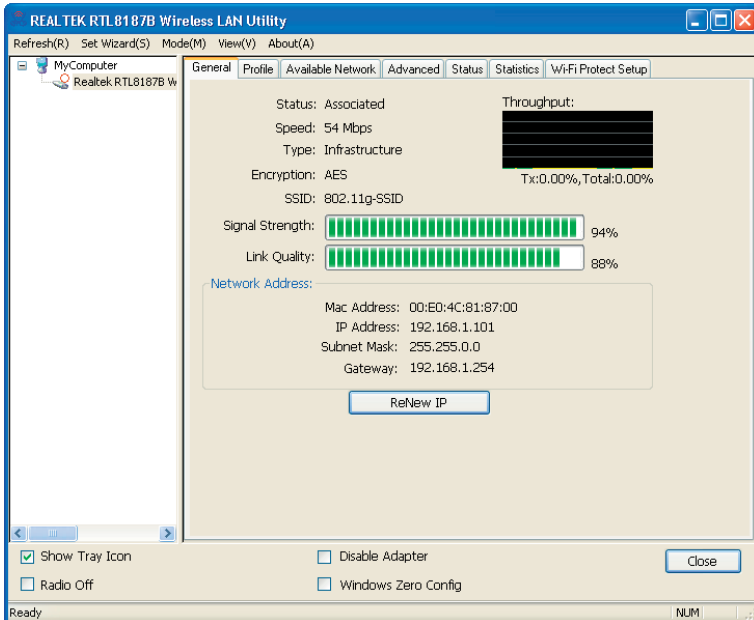 REALTEK RTL8187B Wireless LAN Utility
Refresh(R) Set Wizard(S) Mode(M) View(V) About(A)
MyComputer
Realtek RTL8187B W
General Profile Available Network Advanced Status Statistics Wi-Fi Protect Setup
Status: Associated
Speed: 54 Mbps
Type: Infrastructure
Encryption: AES
SSID: 802.11g-SSID
Throughput:
Tx:0.00%, Total:0.00%
Signal Strength: 94%
Link Quality: 88%
Network Address:
Mac Address: 00:E0:4C:81:87:00
IP Address: 192.168.1.101
Subnet Mask: 255.255.0.0
Gateway: 192.168.1.254
ReNew IP
Show Tray Icon
Disable Adapter
Close
Radio Off
Windows Zero Config
Ready
NUM